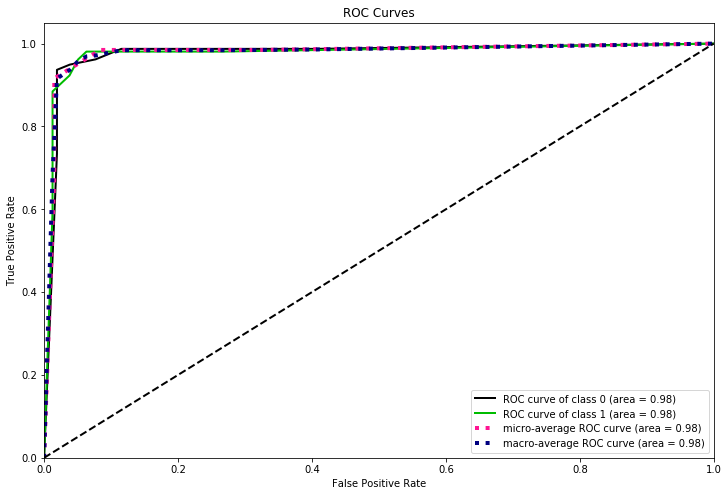 ROC Curves
True Positive Rate
1.0
0.8
0.6
0.4
0.2
0.0
ROC curve of class 0 (area = 0.98)
ROC curve of class 1 (area = 0.98)
micro-average ROC curve (area = 0.98)
macro-average ROC curve (area = 0.98)
0.0 0.2 0.4 0.6 0.8 1.0
False Positive Rate